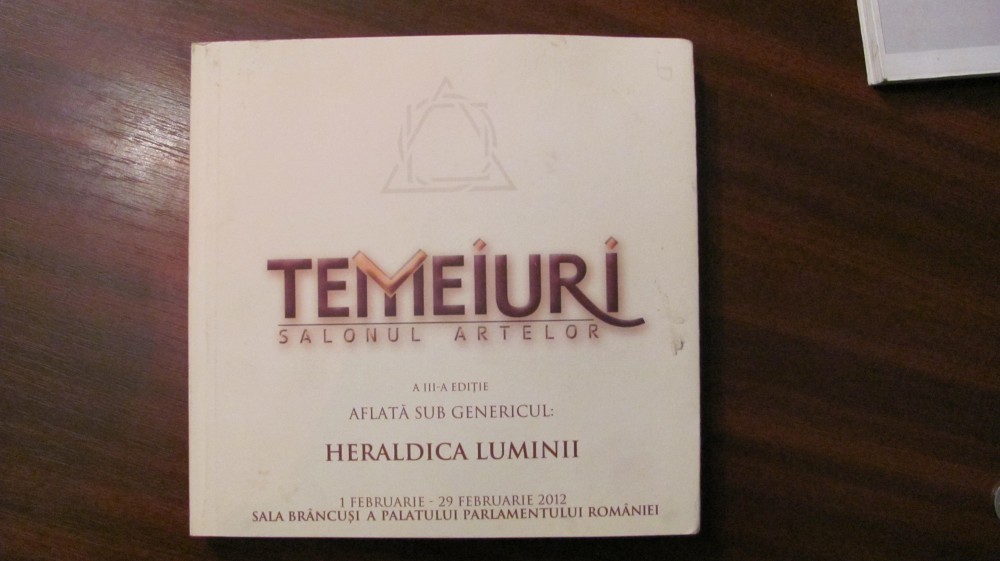 TEMEIURI
SALONUL ARTELOR
A III-A EDIȚIE
AFLATĂ SUB GENERICUL:
HERALDICA LUMINII
1 FEBRUARIE - 29 FEBRUARIE 2012
SALA BRÂNCUȘI A PALATULUI PARLAMENTULUI ROMÂNIEI